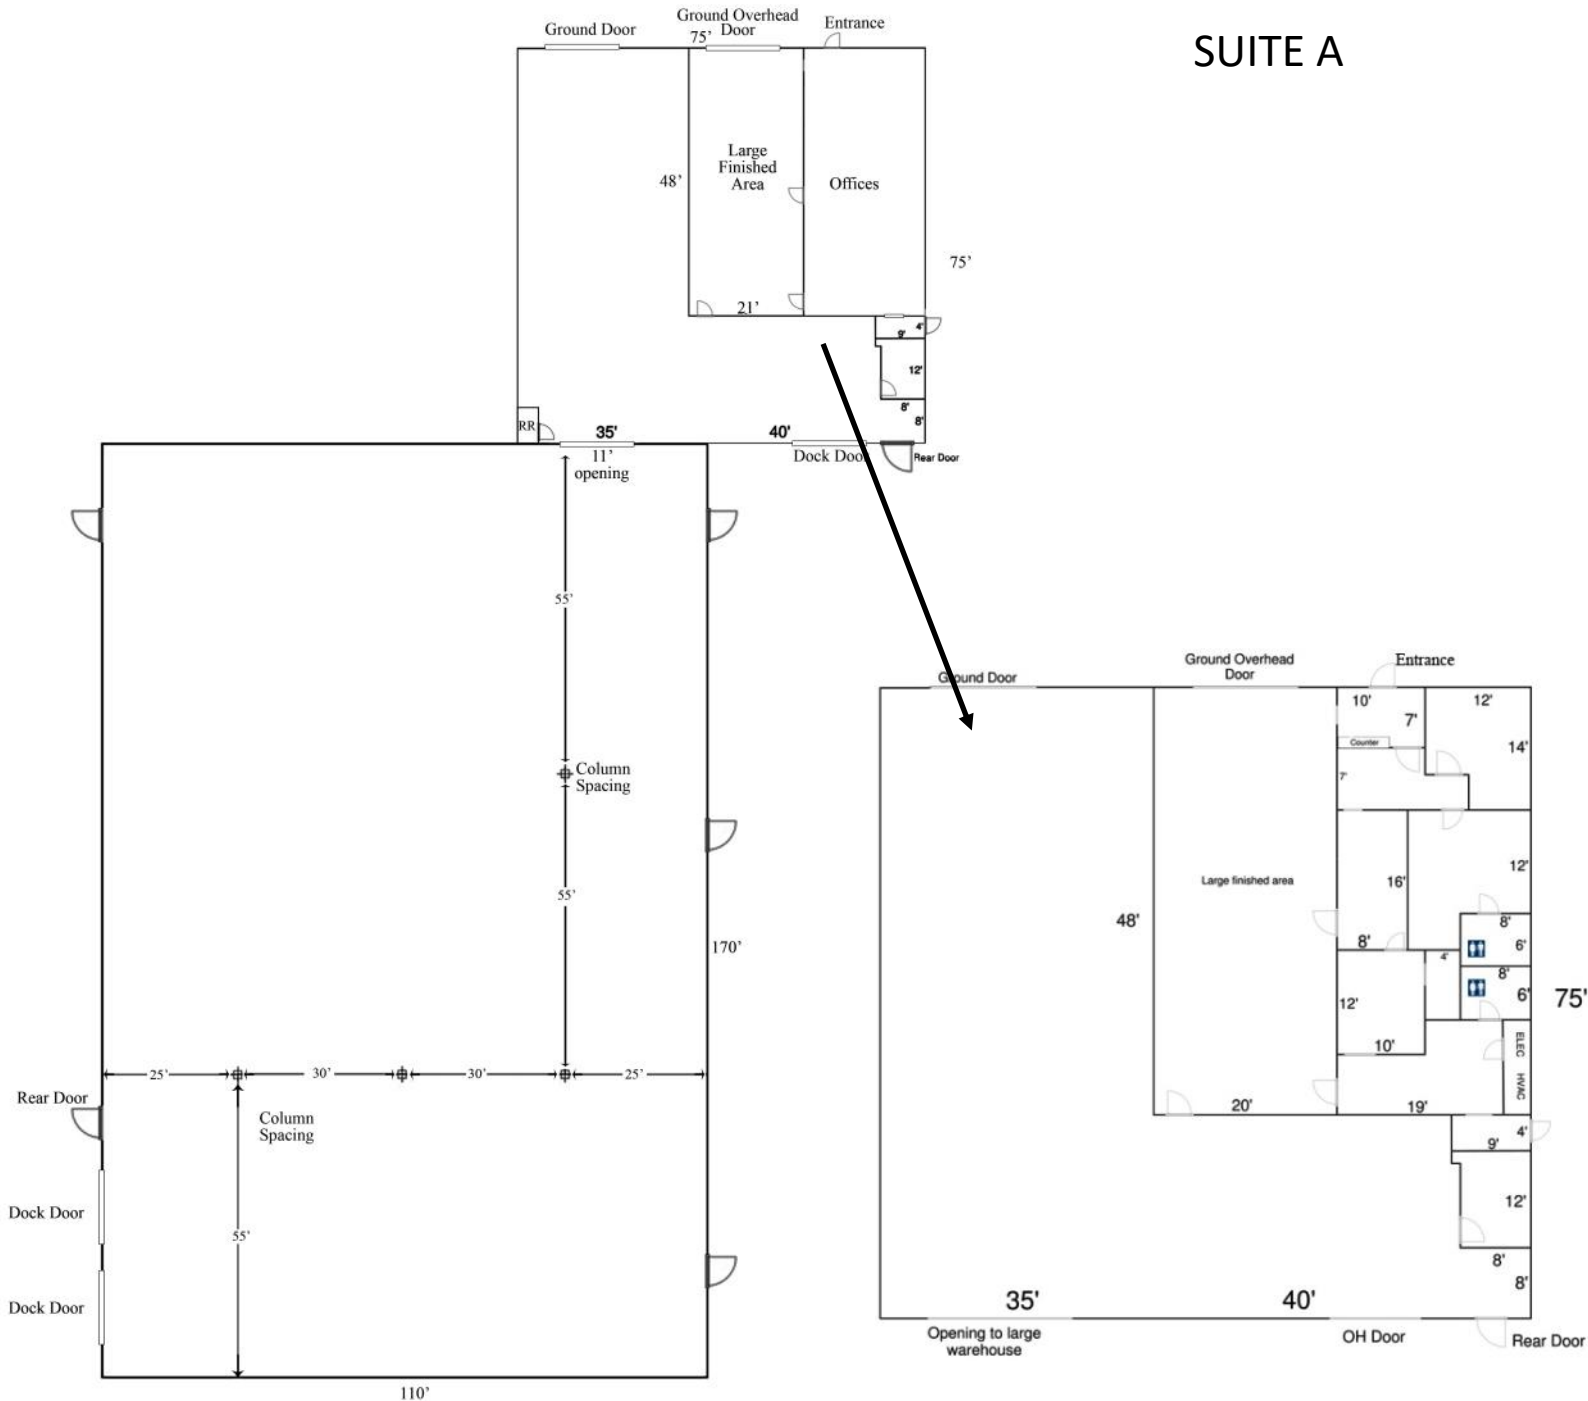 SUITE A
Ground Door
Ground Overhead
Door
75’
Entrance
Large
Finished
Area
48’
Offices
75’
21’
4'
9'
12'
8'
8'
RR
35'
40'
11’
opening
Dock Door
Rear Door
55’
Column
Spacing
55’
170’
25’
30’
30’
25’
Rear Door
Column
Spacing
Dock Door
55’
Dock Door
110’
Ground Door
Ground Overhead
Door
Entrance
10'
12'
7'
Counter
14'
7'
Large finished area
16'
12'
48'
8'
8'
6'
4'
8'
12'
6'
75'
10'
ELEC
HVAC
20'
19'
4'
9'
12'
8'
8'
35'
40'
Opening to large
warehouse
OH Door
Rear Door